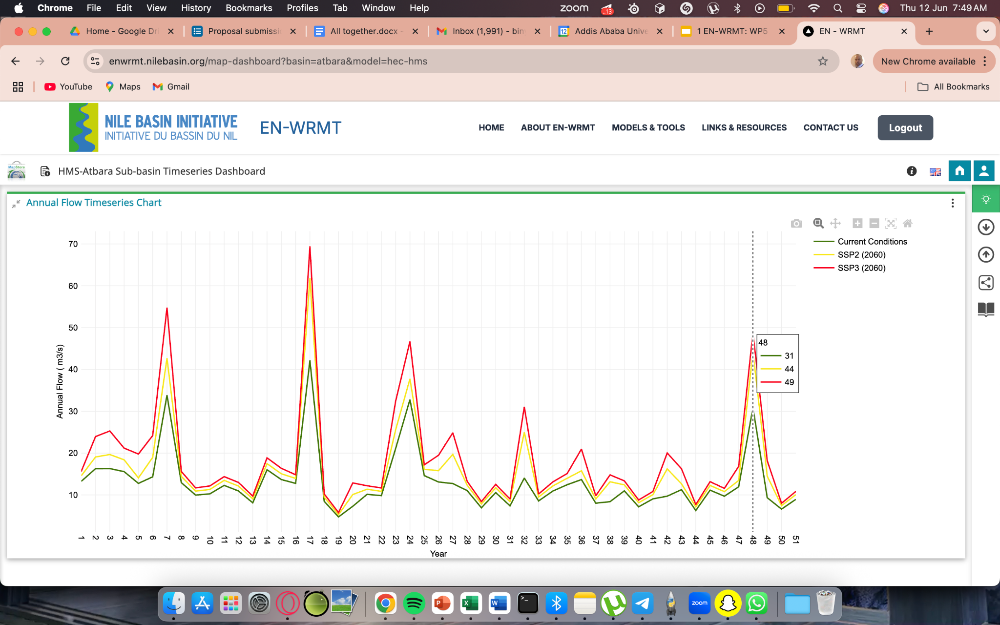 Chrome File Edit View History Bookmarks Profiles Tab Window Help zoom ..13 Thu 12 Jun 7:49 AM
Home - Google Dri Proposal submissi All together.docx - Inbox (1,991) - bin 12 Addis Ababa Unive 1 EN-WRMT: WP5 EN - WRMT
enwrmt.nilebasin.org/map-dashboard?basin=atbara&model=hec-hms New Chrome available
YouTube Maps Gmail All Bookmarks
NILE BASIN INITIATIVE
INITIATIVE DU BASSIN DU NIL
EN-WRMT
HOME ABOUT EN-WRMT MODELS & TOOLS LINKS & RESOURCES CONTACT US Logout
MapStore
HMS-Atbara Sub-basin Timeseries Dashboard
Annual Flow Timeseries Chart
Current Conditions
SSP2 (2060)
SSP3 (2060)
70
60
50
40
30
20
10
Annual Flow ( m3/s)
48
31
44
49
1 2 3 4 5 6 7 8 9 10 11 12 13 14 15 16 17 18 19 20 21 22 23 24 25 26 27 28 29 30 31 32 33 34 35 36 37 38 39 40 41 42 43 44 45 46 47 48 49 50 51
Year
P X W >_ zoom